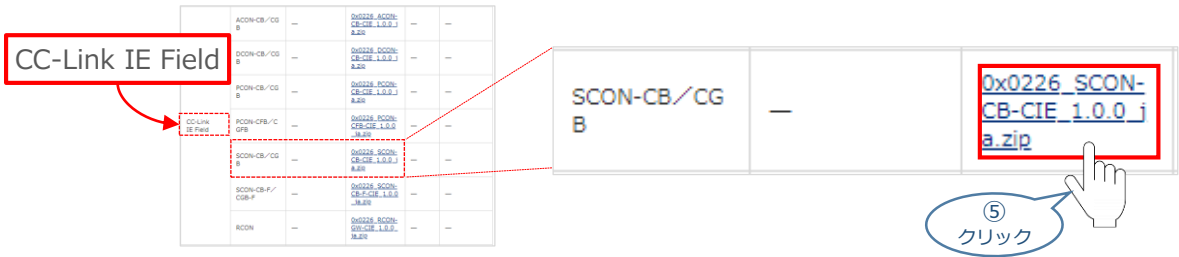 CC-Link IE Field
ACON-CB／CG
B
—
0x0226_ACON-
CB-CIE_1.0.0_j
a.zip
—
—
DCON-CB／CG
B
—
0x0226_DCON-
CB-CIE_1.0.0_j
a.zip
—
—
PCON-CB／CG
B
—
0x0226_PCON-
CB-CIE_1.0.0_j
a.zip
—
—
CC-Link
IE Field
PCON-CFB／C
GFB
—
0x0226_PCON-
CFB-CIE_1.0.0
_ja.zip
—
—
SCON-CB／CG
B
—
0x0226_SCON-
CB-CIE_1.0.0_j
a.zip
—
—
SCON-CB-F／
CGB-F
—
0x0226_SCON-
CB-F-CIE_1.0.0
_ja.zip
—
—
RCON
—
0x0226_RCON-
GW-CIE_1.0.0_
ja.zip
—
—
SCON-CB／CG
B
—
0x0226_SCON-
CB-CIE_1.0.0_j
a.zip
⑤
クリック